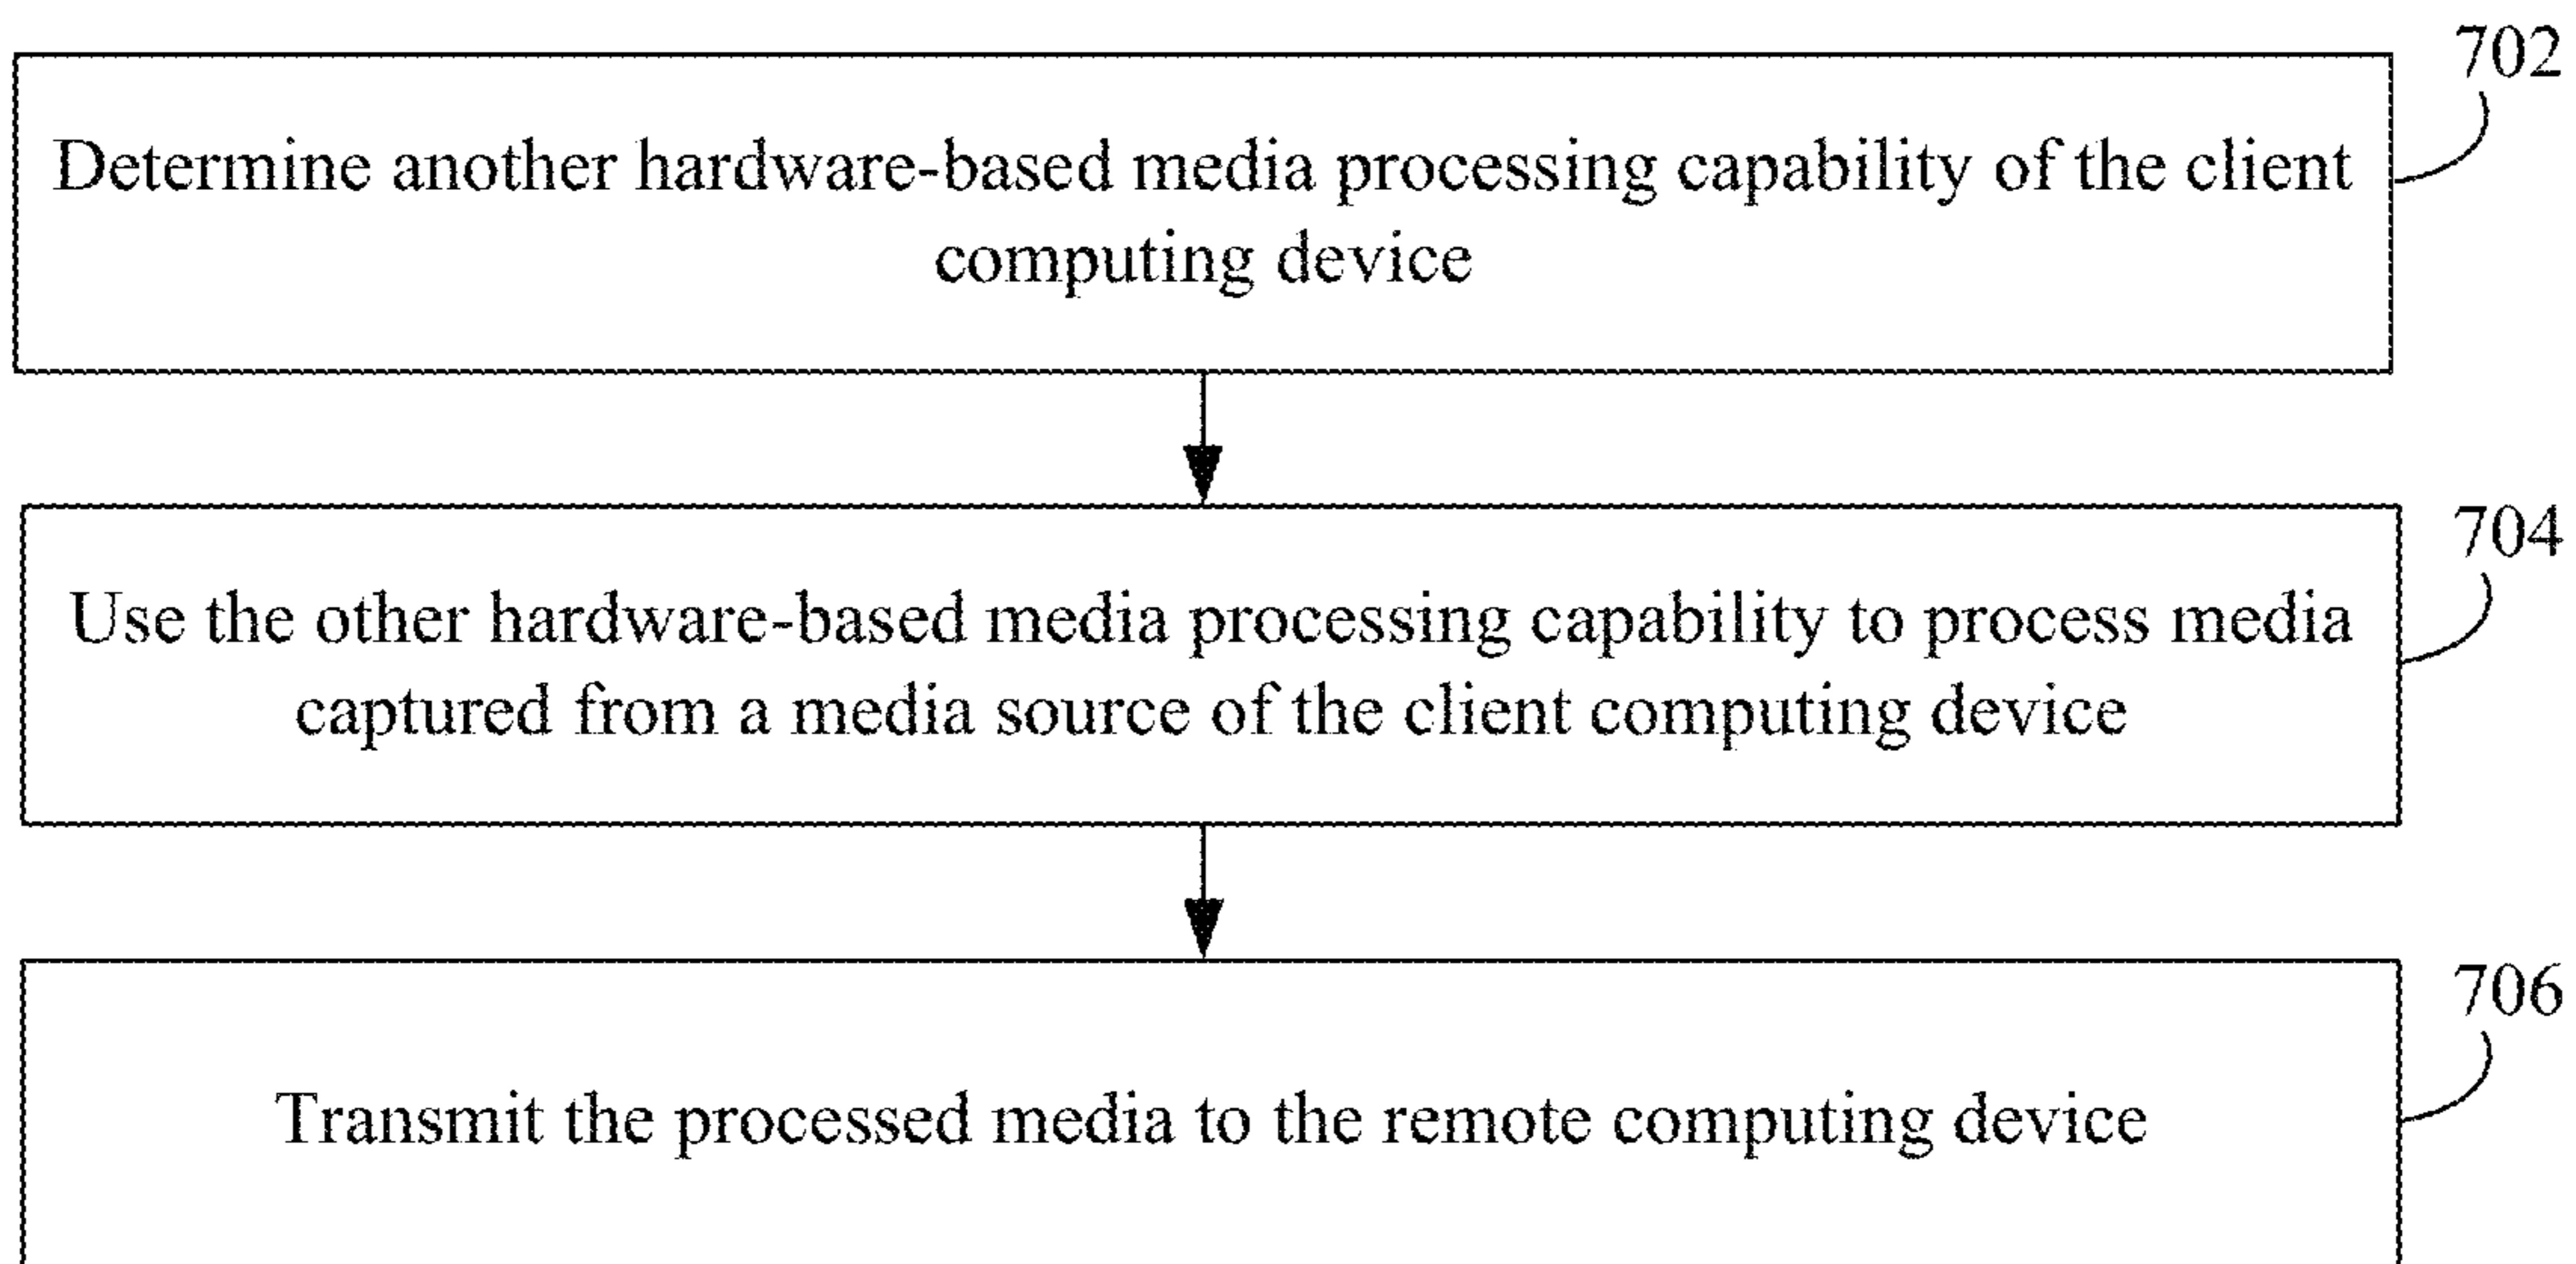 702
Determine another hardware-based media processing capability of the client
computing device
704
Use the other hardware-based media processing capability to process media
captured from a media source of the client computing device
706
Transmit the processed media to the remote computing device